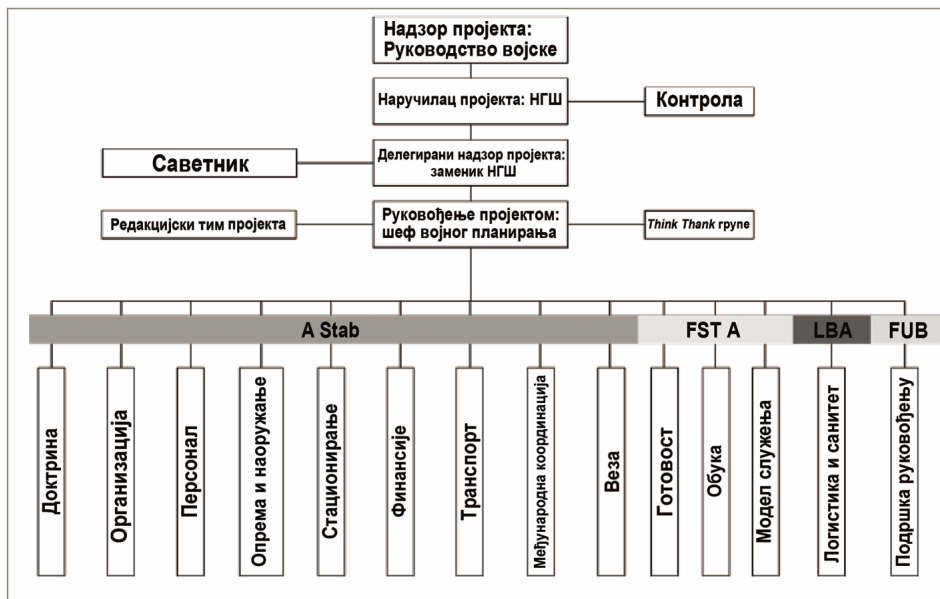 Надзор пројекта:
Руководство војске
Наручилац пројекта: НГШ
Контрола
Саветник
Делегирани надзор пројекта:
заменик НГШ
Редакцијски тим пројекта
Руковођење пројектом:
шеф војног планирања
Think Thank групе
A Stab
FST A
LBA
FUB
Доктрина
Организација
Персонал
Опрема и наоружање
Стационирање
Финансије
Транспорт
Међународна координација
Веза
Готовост
Обука
Модел служења
Логистика и санитет
Подршка руковођењу